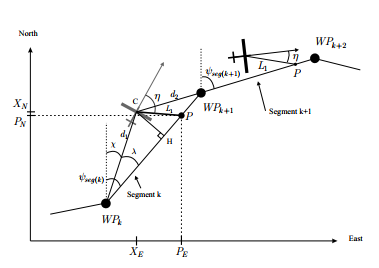 North
WP_{k+2}
C
η
d_2
L_1
η
L_1
P
ψ_{seg(k+1)}
WP_{k+1}
X_N
P_N
P
Segment k+1
d_1
H
χ
λ
ψ_{seg(k)}
Segment k
WP_k
East
X_E
P_E